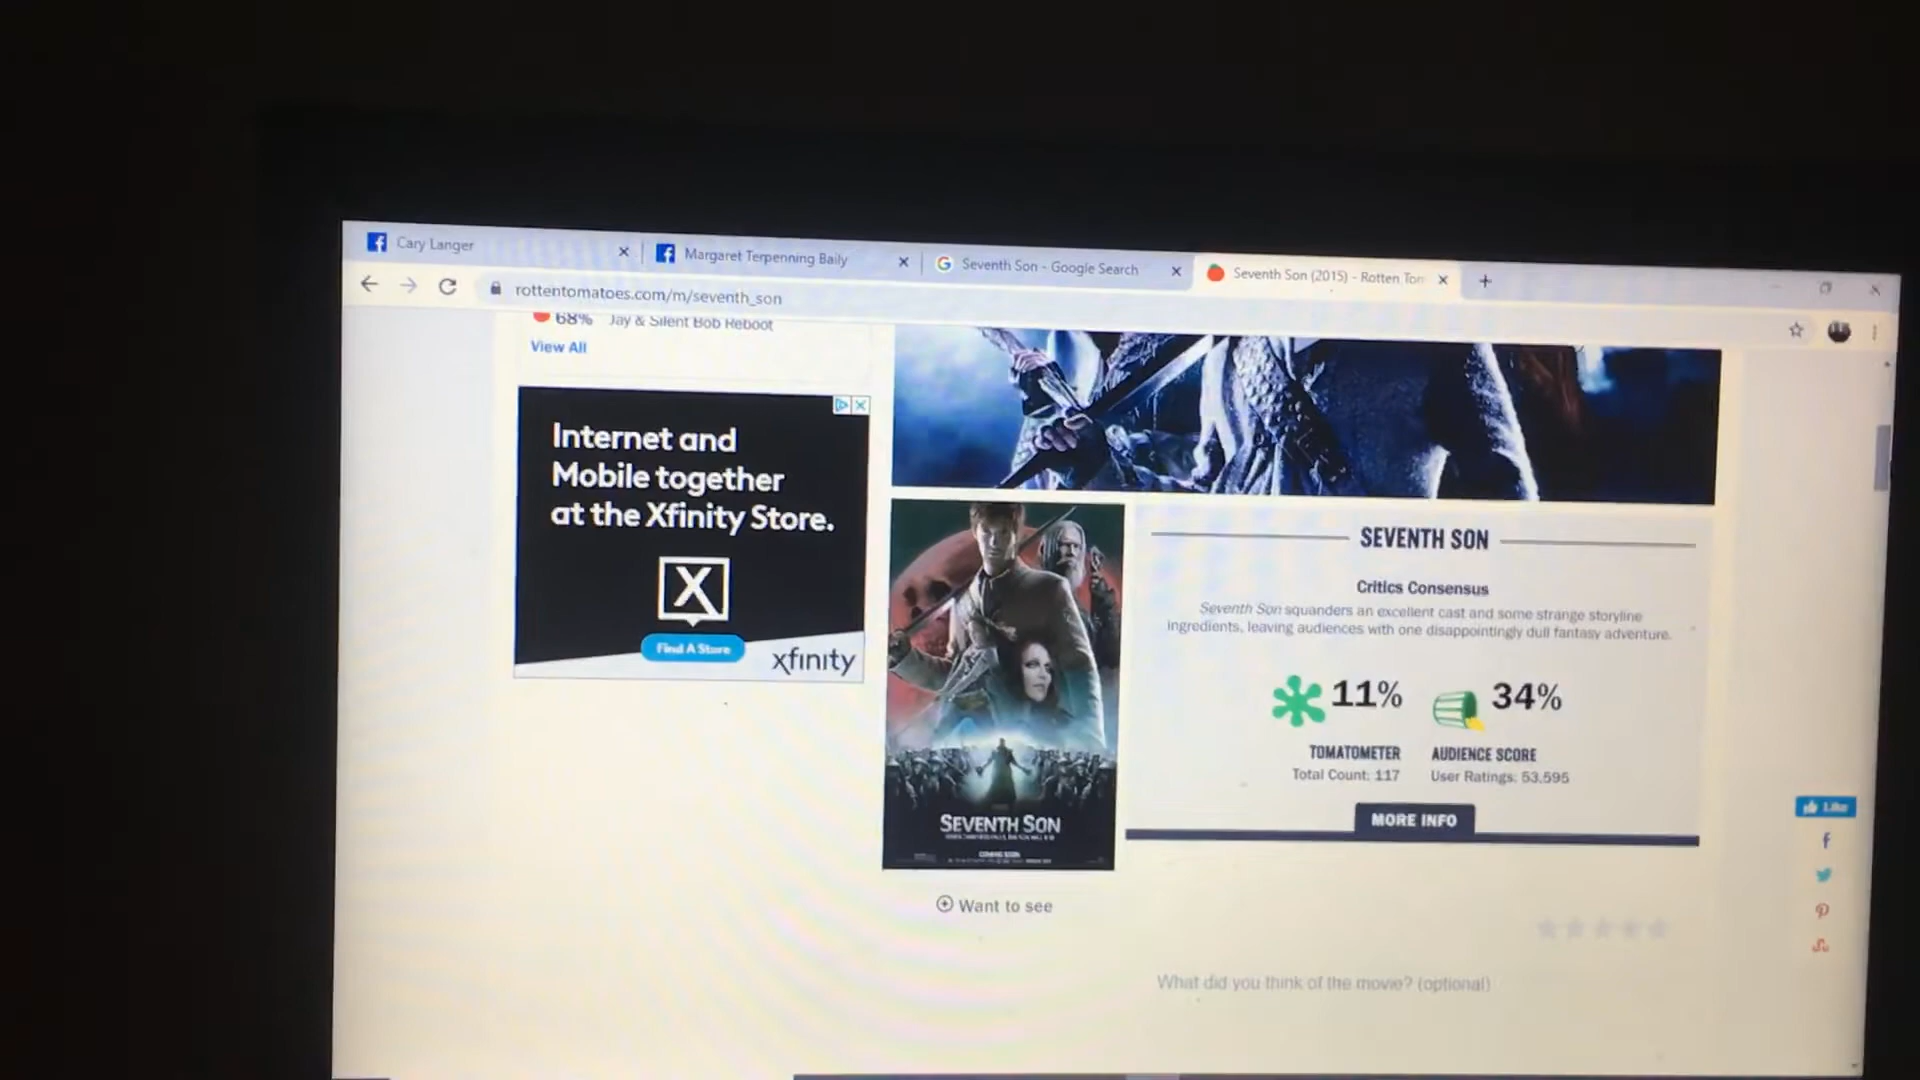 Cary Langer
Margaret Terpenning Baily
Seventh Son - Google Search
Seventh Son (2015) - Rotten Tom
rottentomatoes.com/m/seventh_son
68% Jay & Silent Bob Reboot
View All
Internet and
Mobile together
at the Xfinity Store.
X
Find A Store
xfinity
SEVENTH SON
COMING SOON
Want to see
SEVENTH SON
Critics Consensus
Seventh Son squanders an excellent cast and some strange storyline
ingredients, leaving audiences with one disappointingly dull fantasy adventure.
11%
34%
TOMATOMETER
AUDIENCE SCORE
Total Count: 117
User Ratings: 53,595
MORE INFO
Like
What did you think of the movie? (optional)